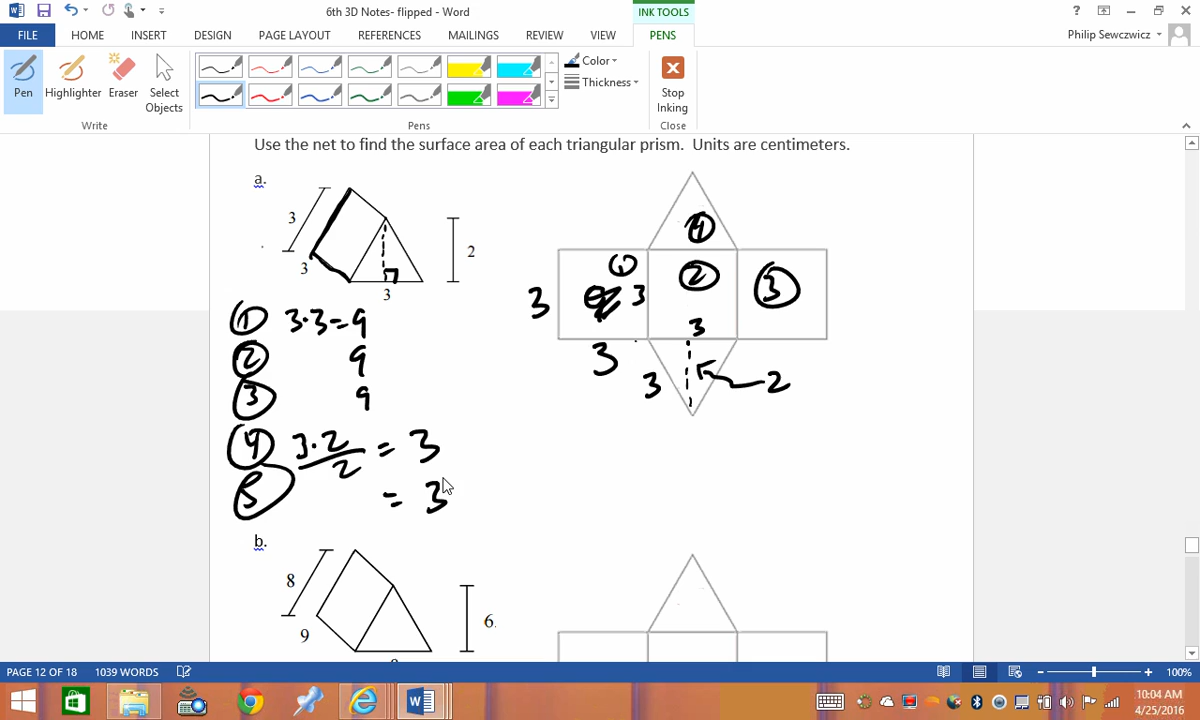 6th 3D Notes- flipped - Word
INK TOOLS
FILE HOME INSERT DESIGN PAGE LAYOUT REFERENCES MAILINGS REVIEW VIEW PENS
Philip Sewczwicz
Pen Highlighter Eraser Select Objects
Color
Thickness
Stop Inking
Write Pens Close
Use the net to find the surface area of each triangular prism. Units are centimeters.
a.
3
2
3
3
4
1 2 3
3 3
3
3
3 2
1 3·3=9
2 9
3 9
4 3·2/2 = 3
5 = 3
b.
8
6.
9
PAGE 12 OF 18 1039 WORDS
100%
10:04 AM
4/25/2016